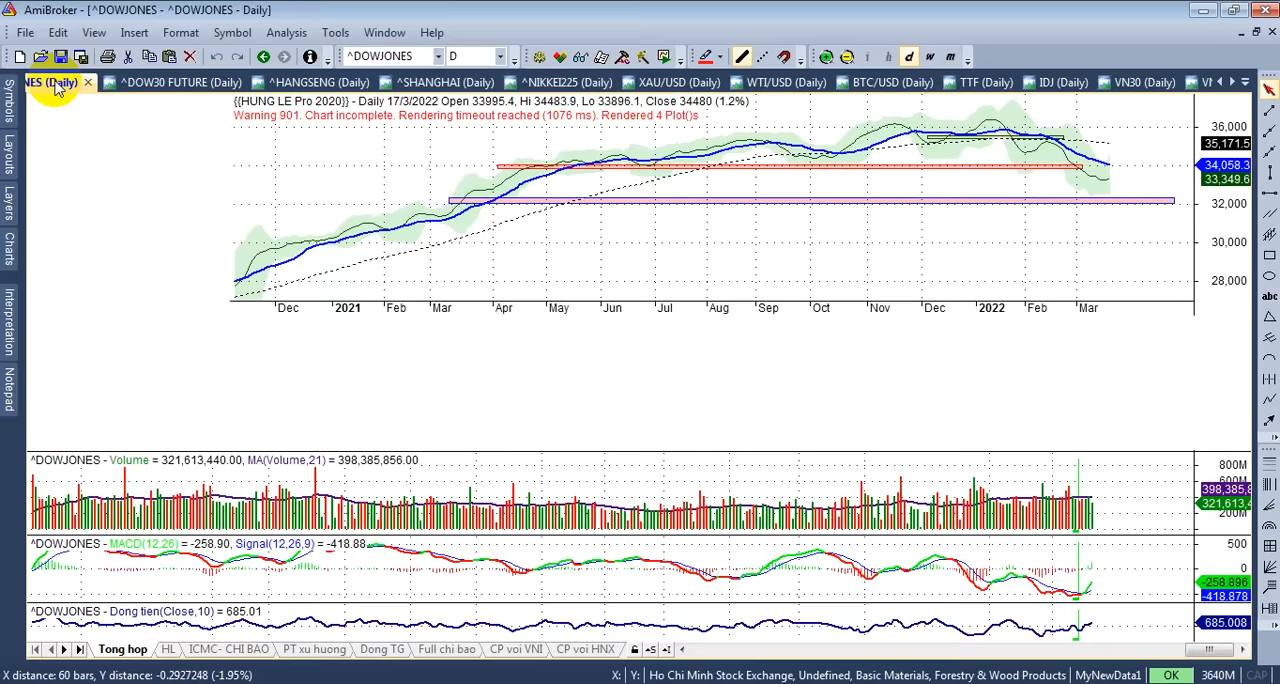 AmiBroker - [^DOWJONES - ^DOWJONES - Daily]
File Edit View Insert Format Symbol Analysis Tools Window Help
^DOWJONES D i h d w m
NES (Daily) ^DOW30 FUTURE (Daily) ^HANGSENG (Daily) ^SHANGHAI (Daily) ^NIKKEI225 (Daily) XAU/USD (Daily) WTI/USD (Daily) BTC/USD (Daily) TTF (Daily) IDJ (Daily) VN30 (Daily)
Symbols
Layouts
Layers
Charts
Interpretation
Notepad
{{HUNG LE Pro 2020}} - Daily 17/3/2022 Open 33995.4, Hi 34483.9, Lo 33896.1, Close 34480 (1.2%)
Warning 901. Chart incomplete. Rendering timeout reached (1076 ms). Rendered 4 Plot()s
36,000
35,171.5
34,058.3
33,349.6
32,000
30,000
28,000
Dec 2021 Feb Mar Apr May Jun Jul Aug Sep Oct Nov Dec 2022 Feb Mar
abc
^DOWJONES - Volume = 321,613,440.00, MA(Volume,21) = 398,385,856.00
800M
398,385,8
321,613,4
200M
^DOWJONES - MACD(12,26) = -258.90, Signal(12,26,9) = -418.88
500
0
-258.896
-418.878
^DOWJONES - Dong tien(Close,10) = 685.01
685.008
Tong hop HL ICMC- CHI BAO PT xu huong Dong TG Full chi bao CP voi VNI CP voi HNX
X distance: 60 bars, Y distance: -0.2927248 (-1.95%) X: Y: Ho Chi Minh Stock Exchange, Undefined, Basic Materials, Forestry & Wood Products MyNewData1 OK 3640M CAP